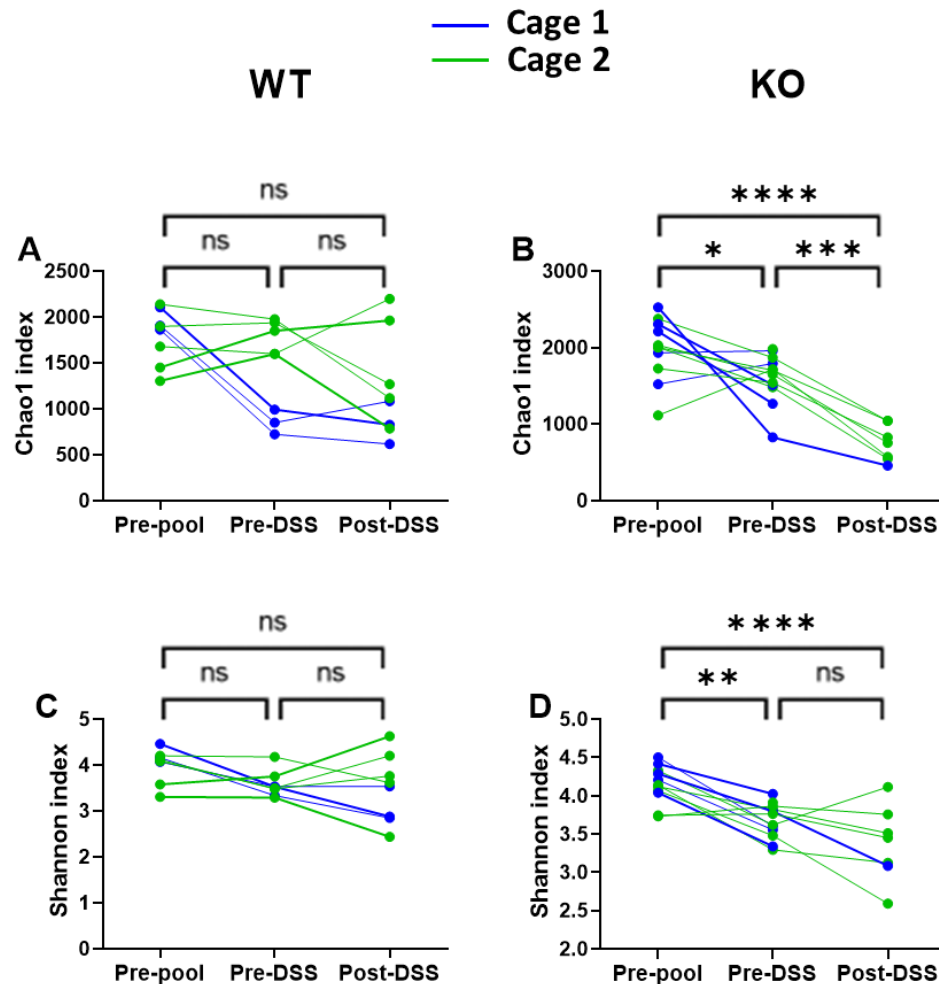 Cage 1
Cage 2
WT
KO
A
ns
ns
ns
Chao1 index
2500
2000
1500
1000
500
0
Pre-pool Pre-DSS Post-DSS
B
****
*
***
Chao1 index
3000
2000
1000
0
Pre-pool Pre-DSS Post-DSS
C
ns
ns
ns
Shannon index
5
4
3
2
1
0
Pre-pool Pre-DSS Post-DSS
D
****
**
ns
Shannon index
5.0
4.5
4.0
3.5
3.0
2.5
2.0
Pre-pool Pre-DSS Post-DSS